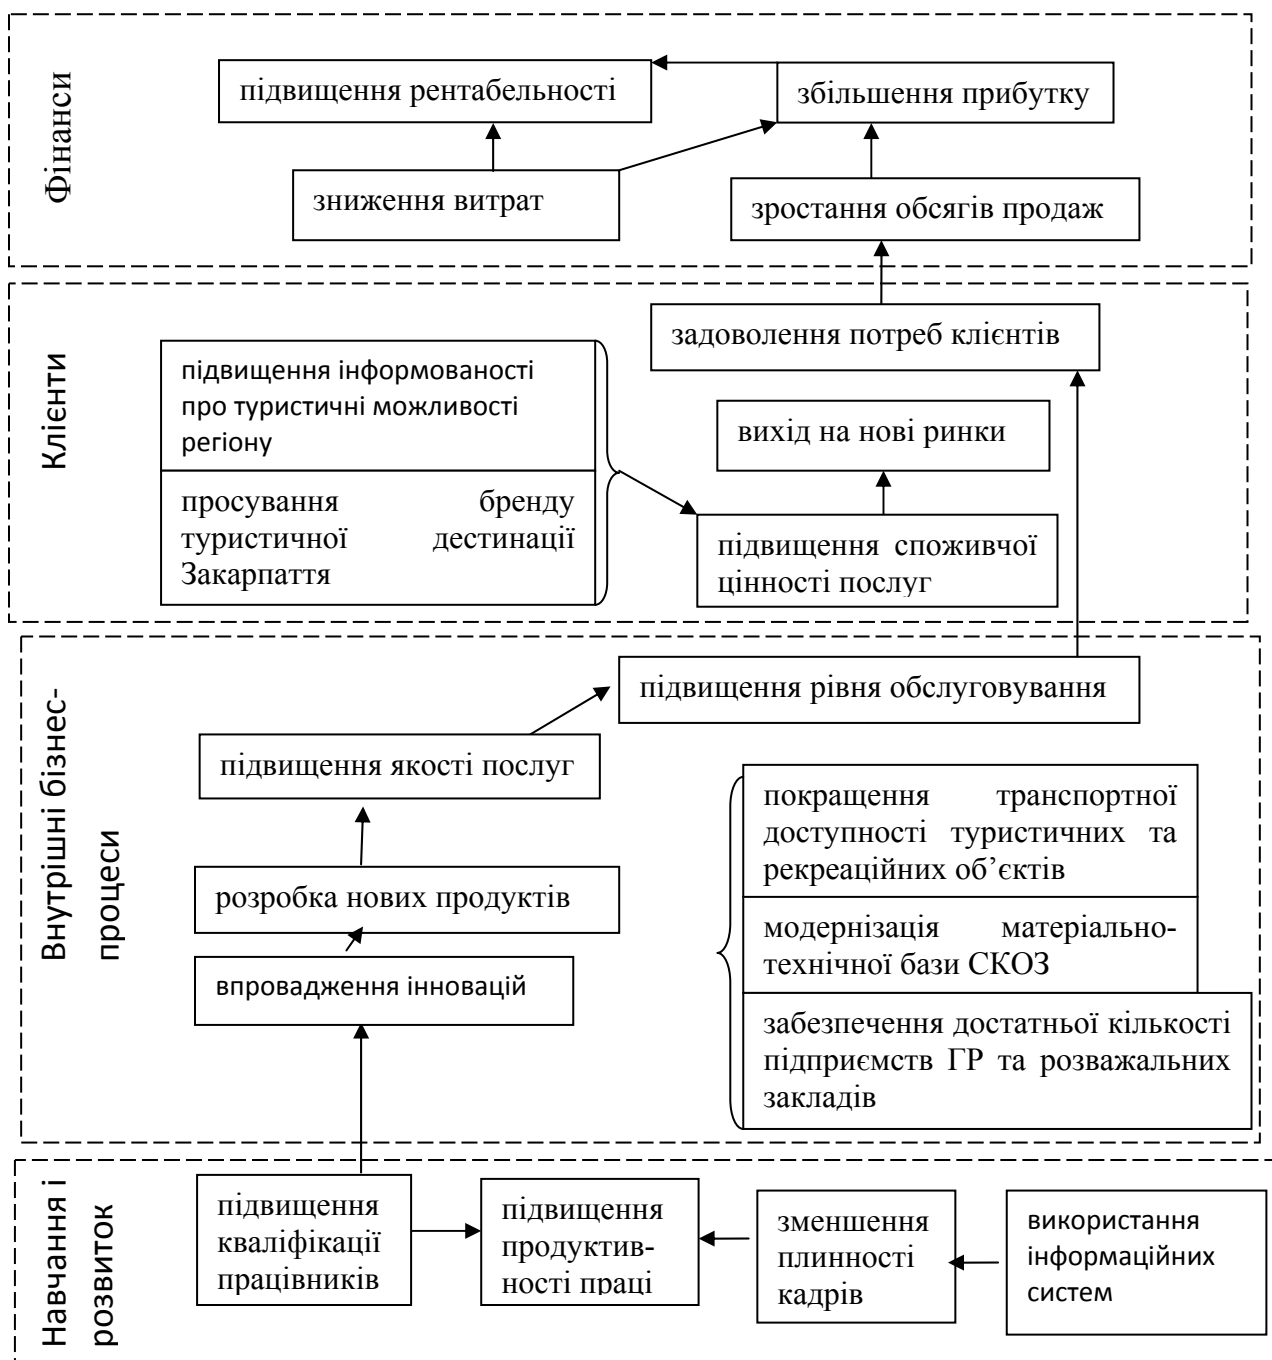 Фінанси
підвищення рентабельності
збільшення прибутку
зниження витрат
зростання обсягів продаж
Клієнти
задоволення потреб клієнтів
підвищення інформованості
про туристичні можливості
регіону
вихід на нові ринки
просування бренду
туристичної дестинації
Закарпаття
підвищення споживчої
цінності послуг
Внутрішні бізнес-
процеси
підвищення рівня обслуговування
підвищення якості послуг
покращення транспортної
доступності туристичних та
рекреаційних об’єктів
розробка нових продуктів
модернізація матеріально-
технічної бази СКОЗ
впровадження інновацій
забезпечення достатньої кількості
підприємств ГР та розважальних
закладів
Навчання і
розвиток
підвищення
кваліфікації
працівників
підвищення
продуктив-
ності праці
зменшення
плинності
кадрів
використання
інформаційних
систем